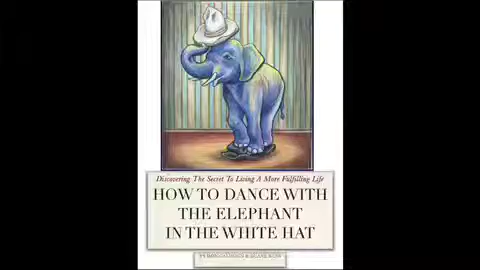 Discovering The Secret To Living A More Fulfilling Life
HOW TO DANCE WITH
THE ELEPHANT
IN THE WHITE HAT